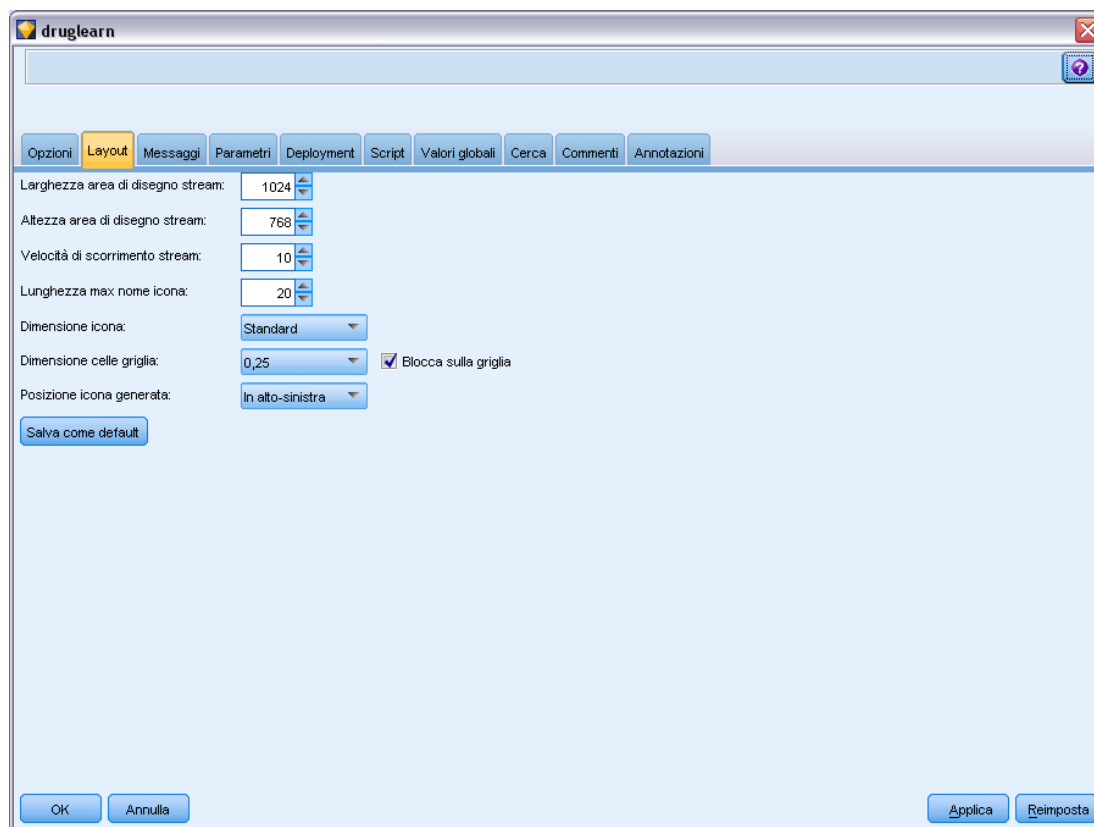 druglearn
Opzioni Layout Messaggi Parametri Deployment Script Valori globali Cerca Commenti Annotazioni
Larghezza area di disegno stream: 1024
Altezza area di disegno stream: 768
Velocità di scorrimento stream: 10
Lunghezza max nome icona: 20
Dimensione icona: Standard
Dimensione celle griglia: 0,25 Blocca sulla griglia
Posizione icona generata: In alto-sinistra
Salva come default
OK Annulla Applica Reimposta